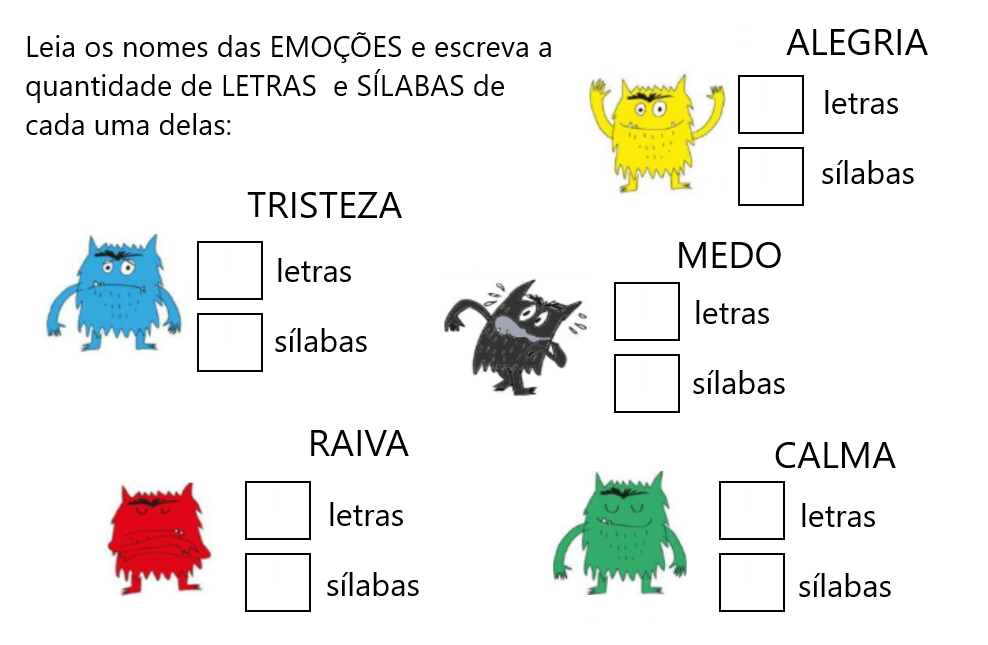 Leia os nomes das EMOÇÕES e escreva a
quantidade de LETRAS e SÍLABAS de
cada uma delas:
ALEGRIA
letras
sílabas
TRISTEZA
letras
sílabas
MEDO
letras
sílabas
RAIVA
letras
sílabas
CALMA
letras
sílabas